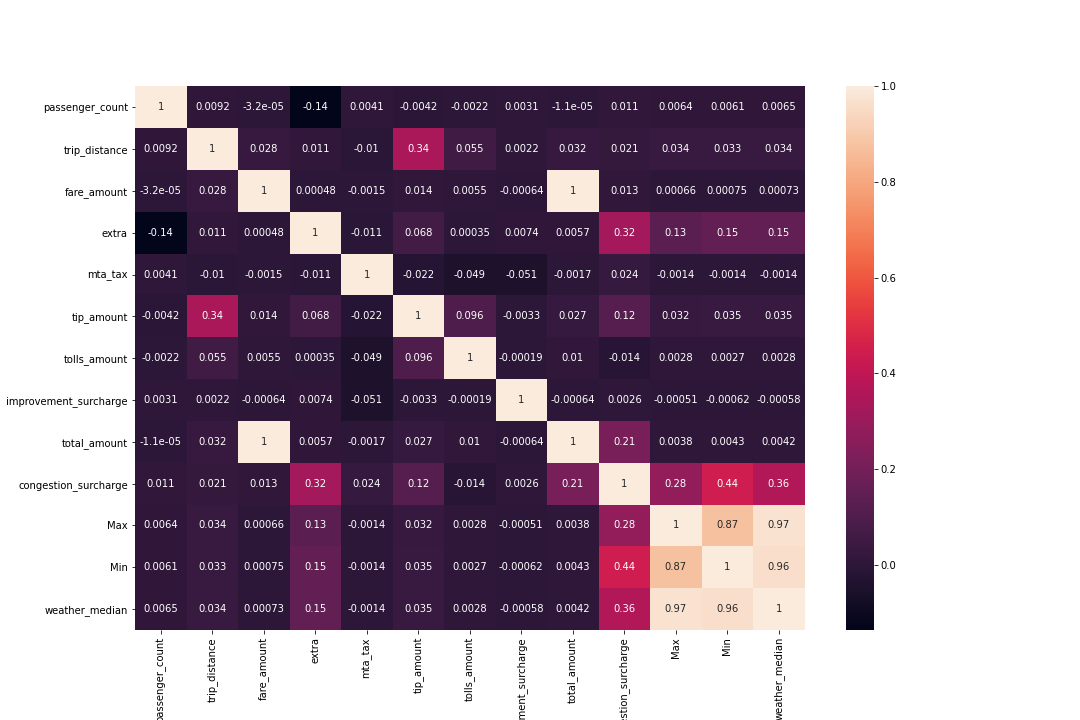 passenger_count 1 0.0092 -3.2e-05 -0.14 0.0041 -0.0042 -0.0022 0.0031 -1.1e-05 0.011 0.0064 0.0061 0.0065
trip_distance 0.0092 1 0.028 0.011 -0.01 0.34 0.055 0.0022 0.032 0.021 0.034 0.033 0.034
fare_amount -3.2e-05 0.028 1 0.00048 -0.0015 0.014 0.0055 -0.00064 1 0.013 0.00066 0.00075 0.00073
extra -0.14 0.011 0.00048 1 -0.011 0.068 0.00035 0.0074 0.0057 0.32 0.13 0.15 0.15
mta_tax 0.0041 -0.01 -0.0015 -0.011 1 -0.022 -0.049 -0.051 -0.0017 0.024 -0.0014 -0.0014 -0.0014
tip_amount -0.0042 0.34 0.014 0.068 -0.022 1 0.096 -0.0033 0.027 0.12 0.032 0.035 0.035
tolls_amount -0.0022 0.055 0.0055 0.00035 -0.049 0.096 1 -0.00019 0.01 -0.014 0.0028 0.0027 0.0028
improvement_surcharge 0.0031 0.0022 -0.00064 0.0074 -0.051 -0.0033 -0.00019 1 -0.00064 0.0026 -0.00051 -0.00062 -0.00058
total_amount -1.1e-05 0.032 1 0.0057 -0.0017 0.027 0.01 -0.00064 1 0.21 0.0038 0.0043 0.0042
congestion_surcharge 0.011 0.021 0.013 0.32 0.024 0.12 -0.014 0.0026 0.21 1 0.28 0.44 0.36
Max 0.0064 0.034 0.00066 0.13 -0.0014 0.032 0.0028 -0.00051 0.0038 0.28 1 0.87 0.97
Min 0.0061 0.033 0.00075 0.15 -0.0014 0.035 0.0027 -0.00062 0.0043 0.44 0.87 1 0.96
weather_median 0.0065 0.034 0.00073 0.15 -0.0014 0.035 0.0028 -0.00058 0.0042 0.36 0.97 0.96 1
passenger_count
trip_distance
fare_amount
extra
mta_tax
tip_amount
tolls_amount
ment_surcharge
total_amount
estion_surcharge
Max
Min
weather_median
1.0
0.8
0.6
0.4
0.2
0.0